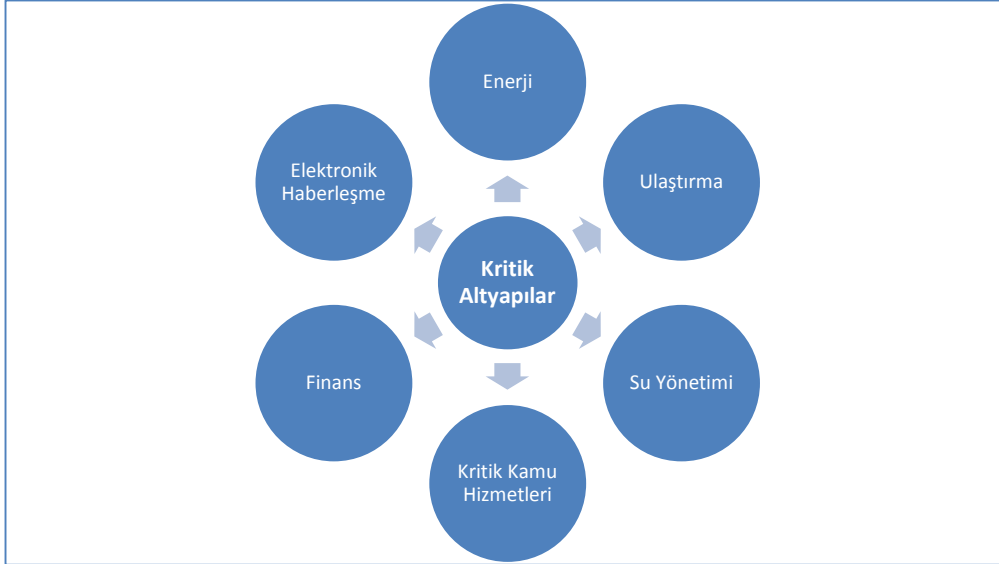 Enerji
Elektronik
Haberleşme
Ulaştırma
Kritik
Altyapılar
Finans
Su Yönetimi
Kritik Kamu
Hizmetleri